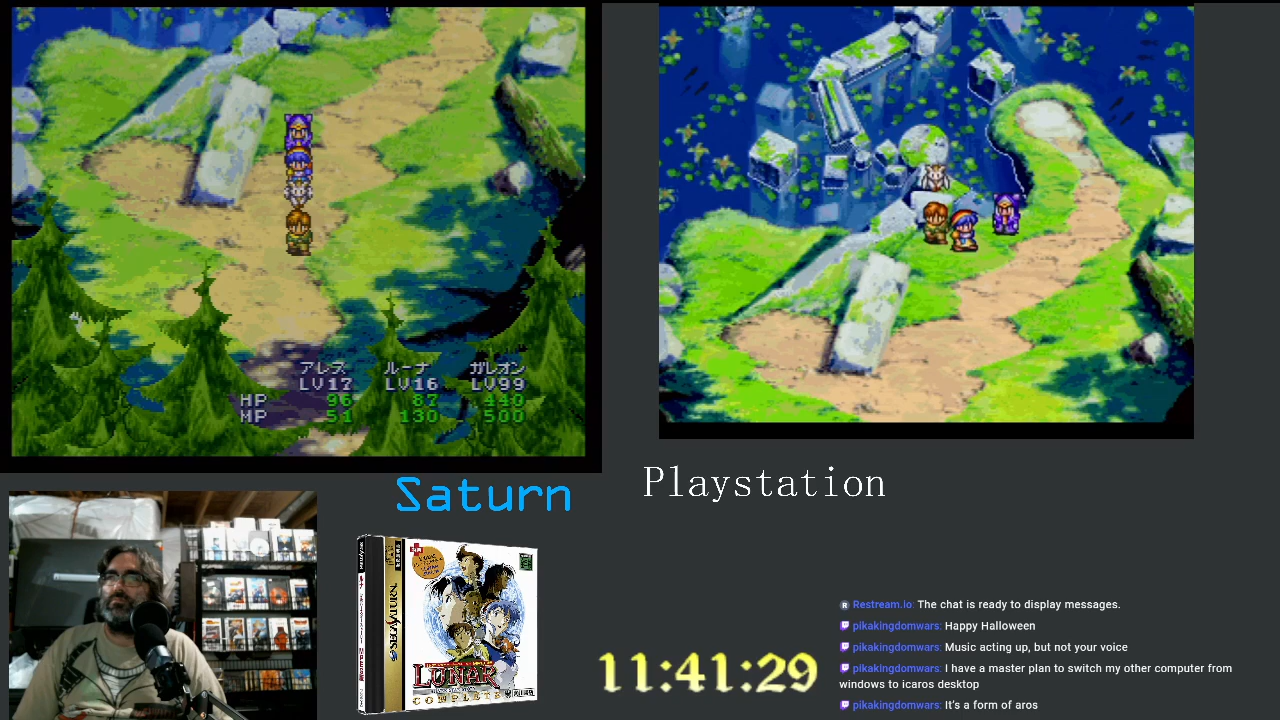 アレス ルーナ ガレオン
LV17 LV16 LV99
HP 96 87 440
MP 51 130 500
Saturn
Playstation
LUNAR
COMPLETE
11:41:29
Restream.io: The chat is ready to display messages.
pikakingdomwars: Happy Halloween
pikakingdomwars: Music acting up, but not your voice
pikakingdomwars: I have a master plan to switch my other computer from
windows to icaros desktop
pikakingdomwars: It's a form of aros